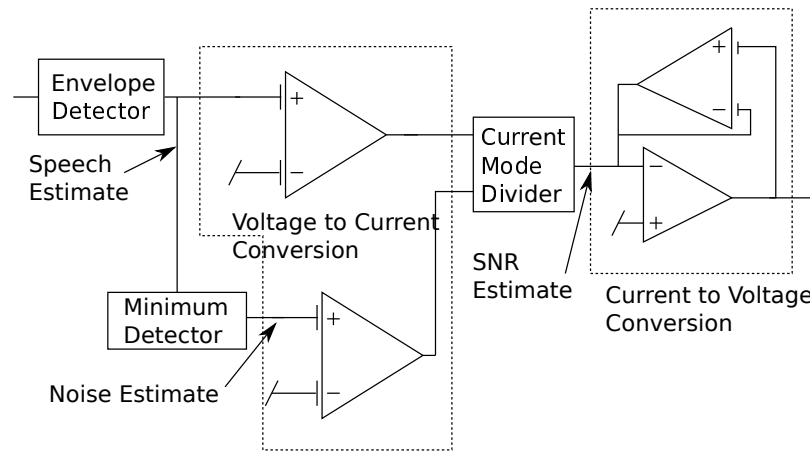 Envelope
Detector
Speech
Estimate
+
−
Voltage to Current
Conversion
Minimum
Detector
Noise Estimate
+
−
Current
Mode
Divider
SNR
Estimate
+
−
−
+
Current to Voltage
Conversion